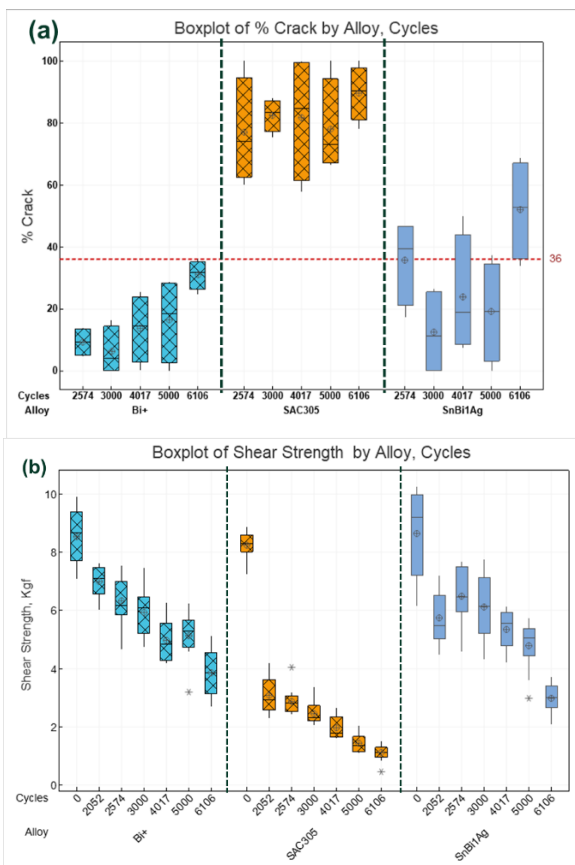 (a)
Boxplot of % Crack by Alloy, Cycles
100
80
60
40
20
0
% Crack
36
Cycles 2574 3000 4017 5000 6106 2574 3000 4017 5000 6106 2574 3000 4017 5000 6106
Alloy Bi+ SAC305 SnBi1Ag
(b)
Boxplot of Shear Strength by Alloy, Cycles
10
8
6
4
2
0
Shear Strength, Kgf
Cycles 0 2052 2574 3000 4017 5000 6106 0 2052 2574 3000 4017 5000 6106 0 2052 2574 3000 4017 5000 6106
Alloy Bi+ SAC305 SnBi1Ag